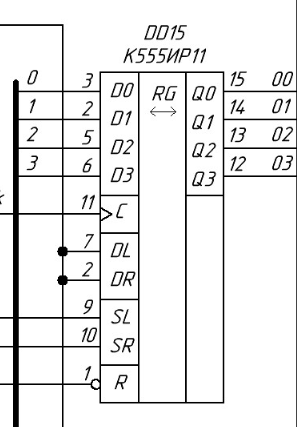 DD15
К555ИР11
0 3 D0 RG Q0 15 00
1 2 D1 ↔ Q1 14 01
2 5 D2 Q2 13 02
3 6 D3 Q3 12 03
11 C
7 DL
2 DR
9 SL
10 SR
1 R